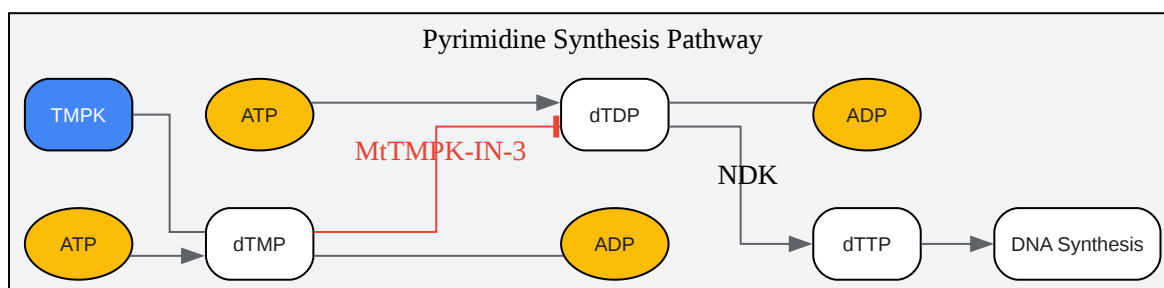 Pyrimidine Synthesis Pathway
TMPK
ATP
dTDP
ADP
MtTMPK-IN-3
NDK
ATP
dTMP
ADP
dTTP
DNA Synthesis